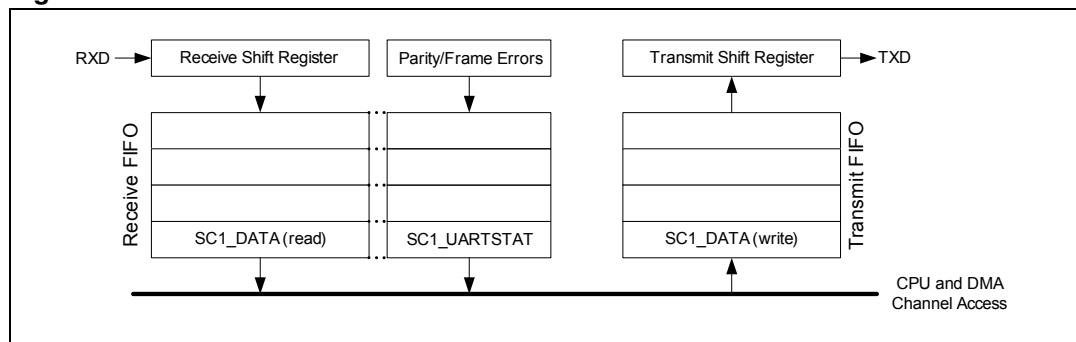 RXD
Receive Shift Register
Parity/Frame Errors
Transmit Shift Register
TXD
Receive FIFO
Transmit FIFO
SC1_DATA (read)
SC1_UARTSTAT
SC1_DATA (write)
CPU and DMA
Channel Access